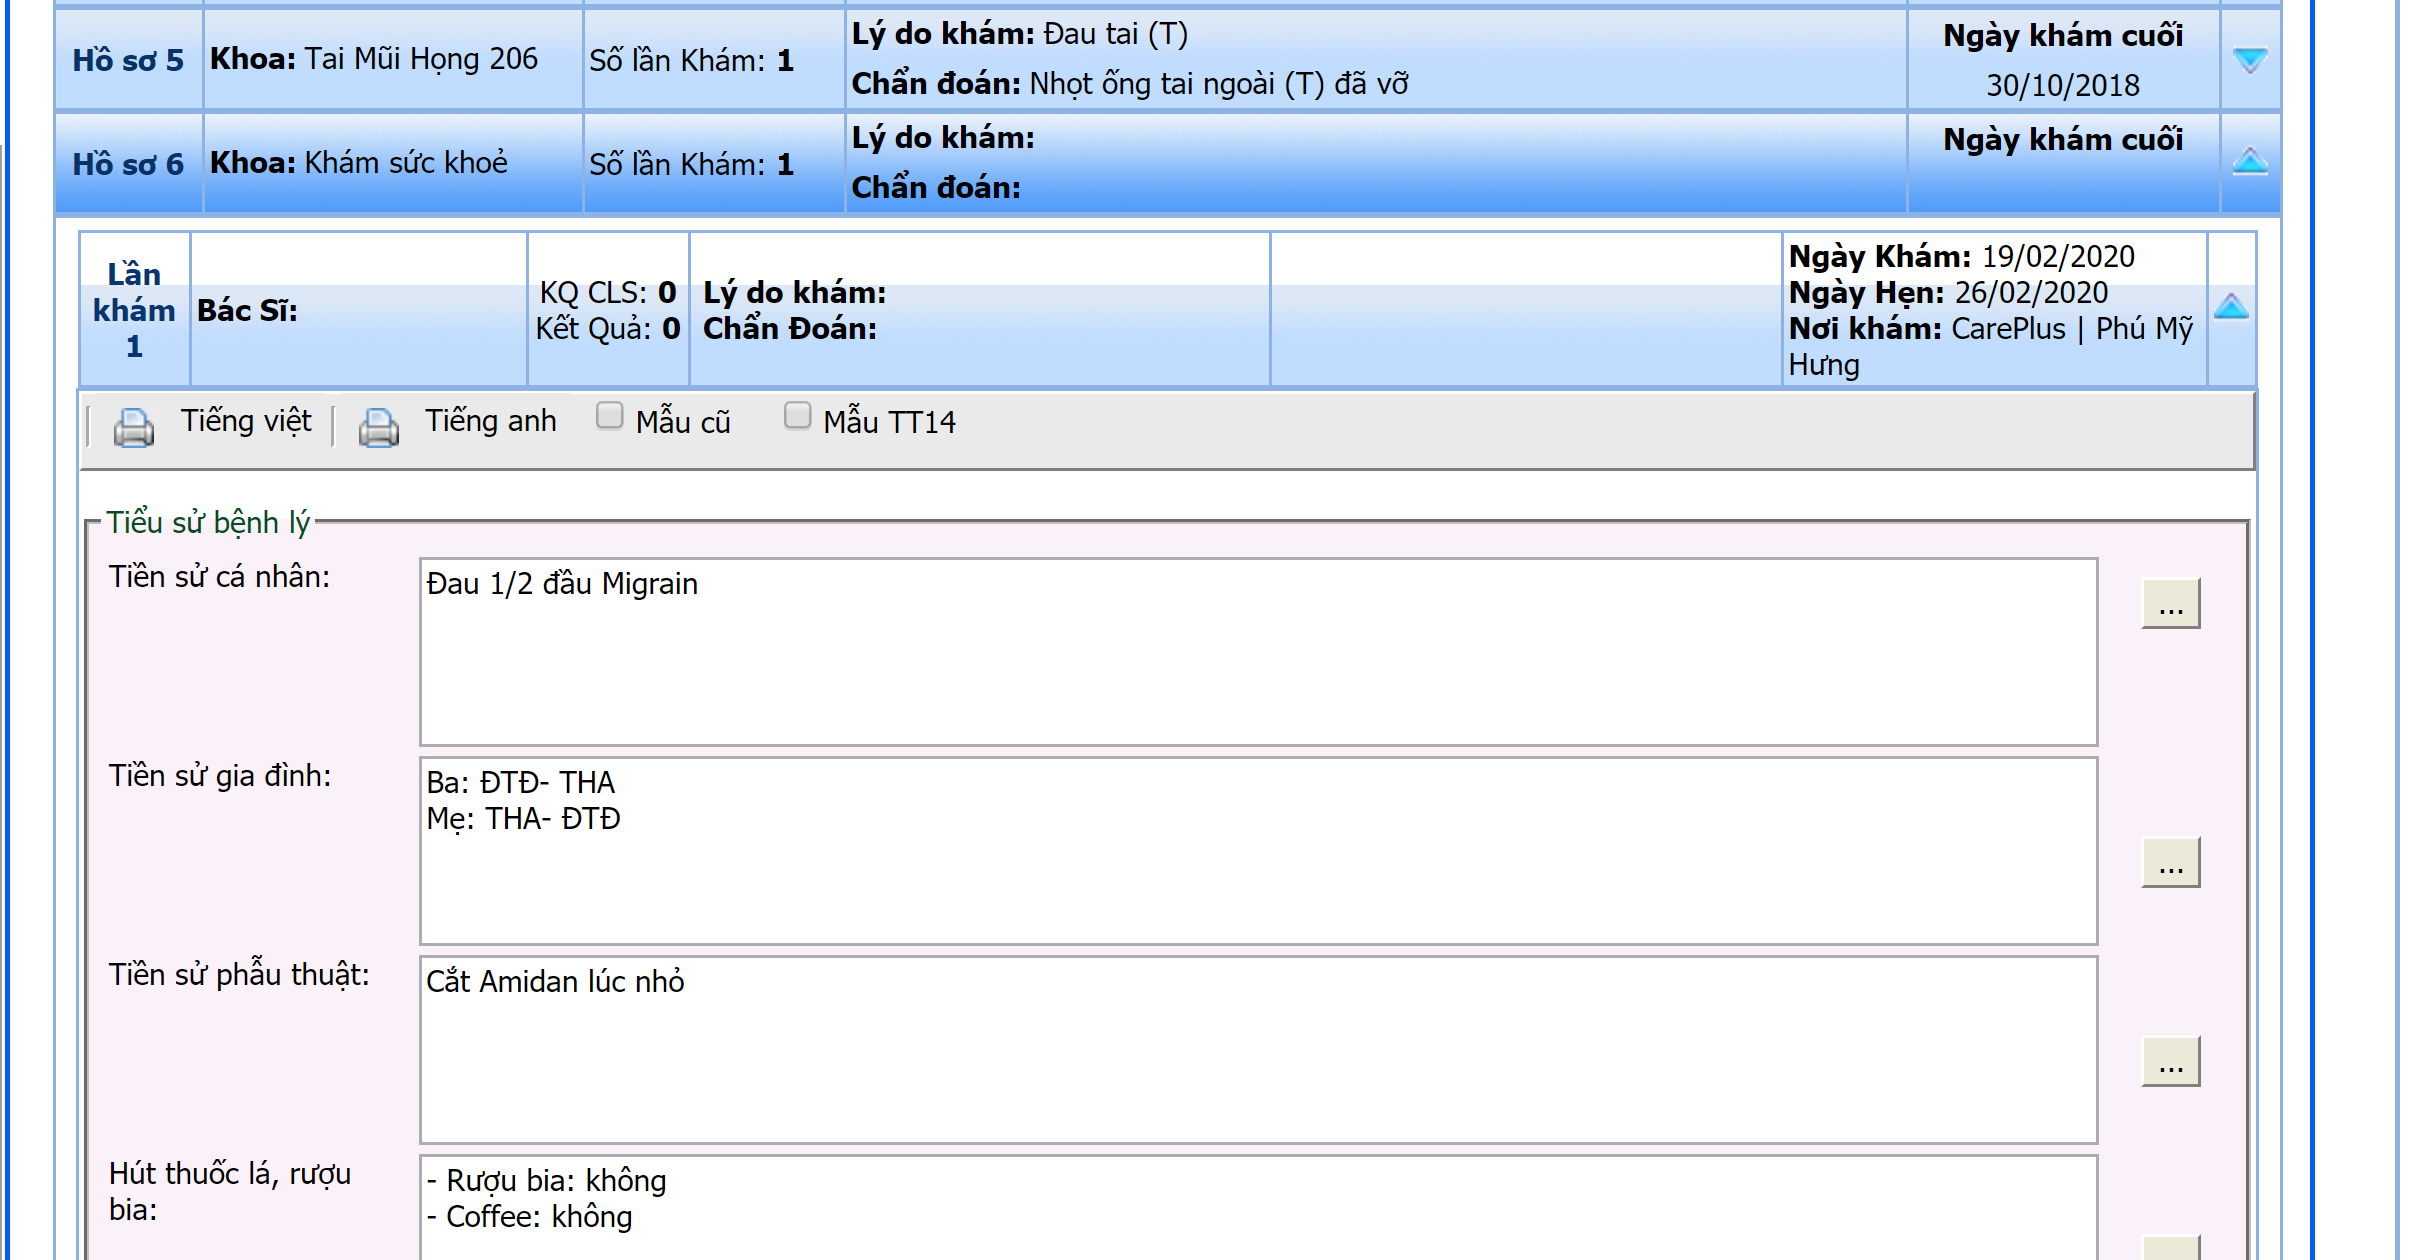 Hồ sơ 5 Khoa: Tai Mũi Họng 206 Số lần Khám: 1 Lý do khám: Đau tai (T) Ngày khám cuối
Chẩn đoán: Nhọt ống tai ngoài (T) đã vỡ 30/10/2018
Hồ sơ 6 Khoa: Khám sức khoẻ Số lần Khám: 1 Lý do khám: Ngày khám cuối
Chẩn đoán:
Lần khám 1 Bác Sĩ: KQ CLS: 0 Lý do khám: Ngày Khám: 19/02/2020
Kết Quả: 0 Chẩn Đoán: Ngày Hẹn: 26/02/2020
Nơi khám: CarePlus | Phú Mỹ
Hưng
Tiếng việt Tiếng anh Mẫu cũ Mẫu TT14
Tiểu sử bệnh lý
Tiền sử cá nhân: Đau 1/2 đầu Migrain ...
Tiền sử gia đình: Ba: ĐTĐ- THA
Mẹ: THA- ĐTĐ ...
Tiền sử phẫu thuật: Cắt Amidan lúc nhỏ ...
Hút thuốc lá, rượu - Rượu bia: không
bia: - Coffee: không